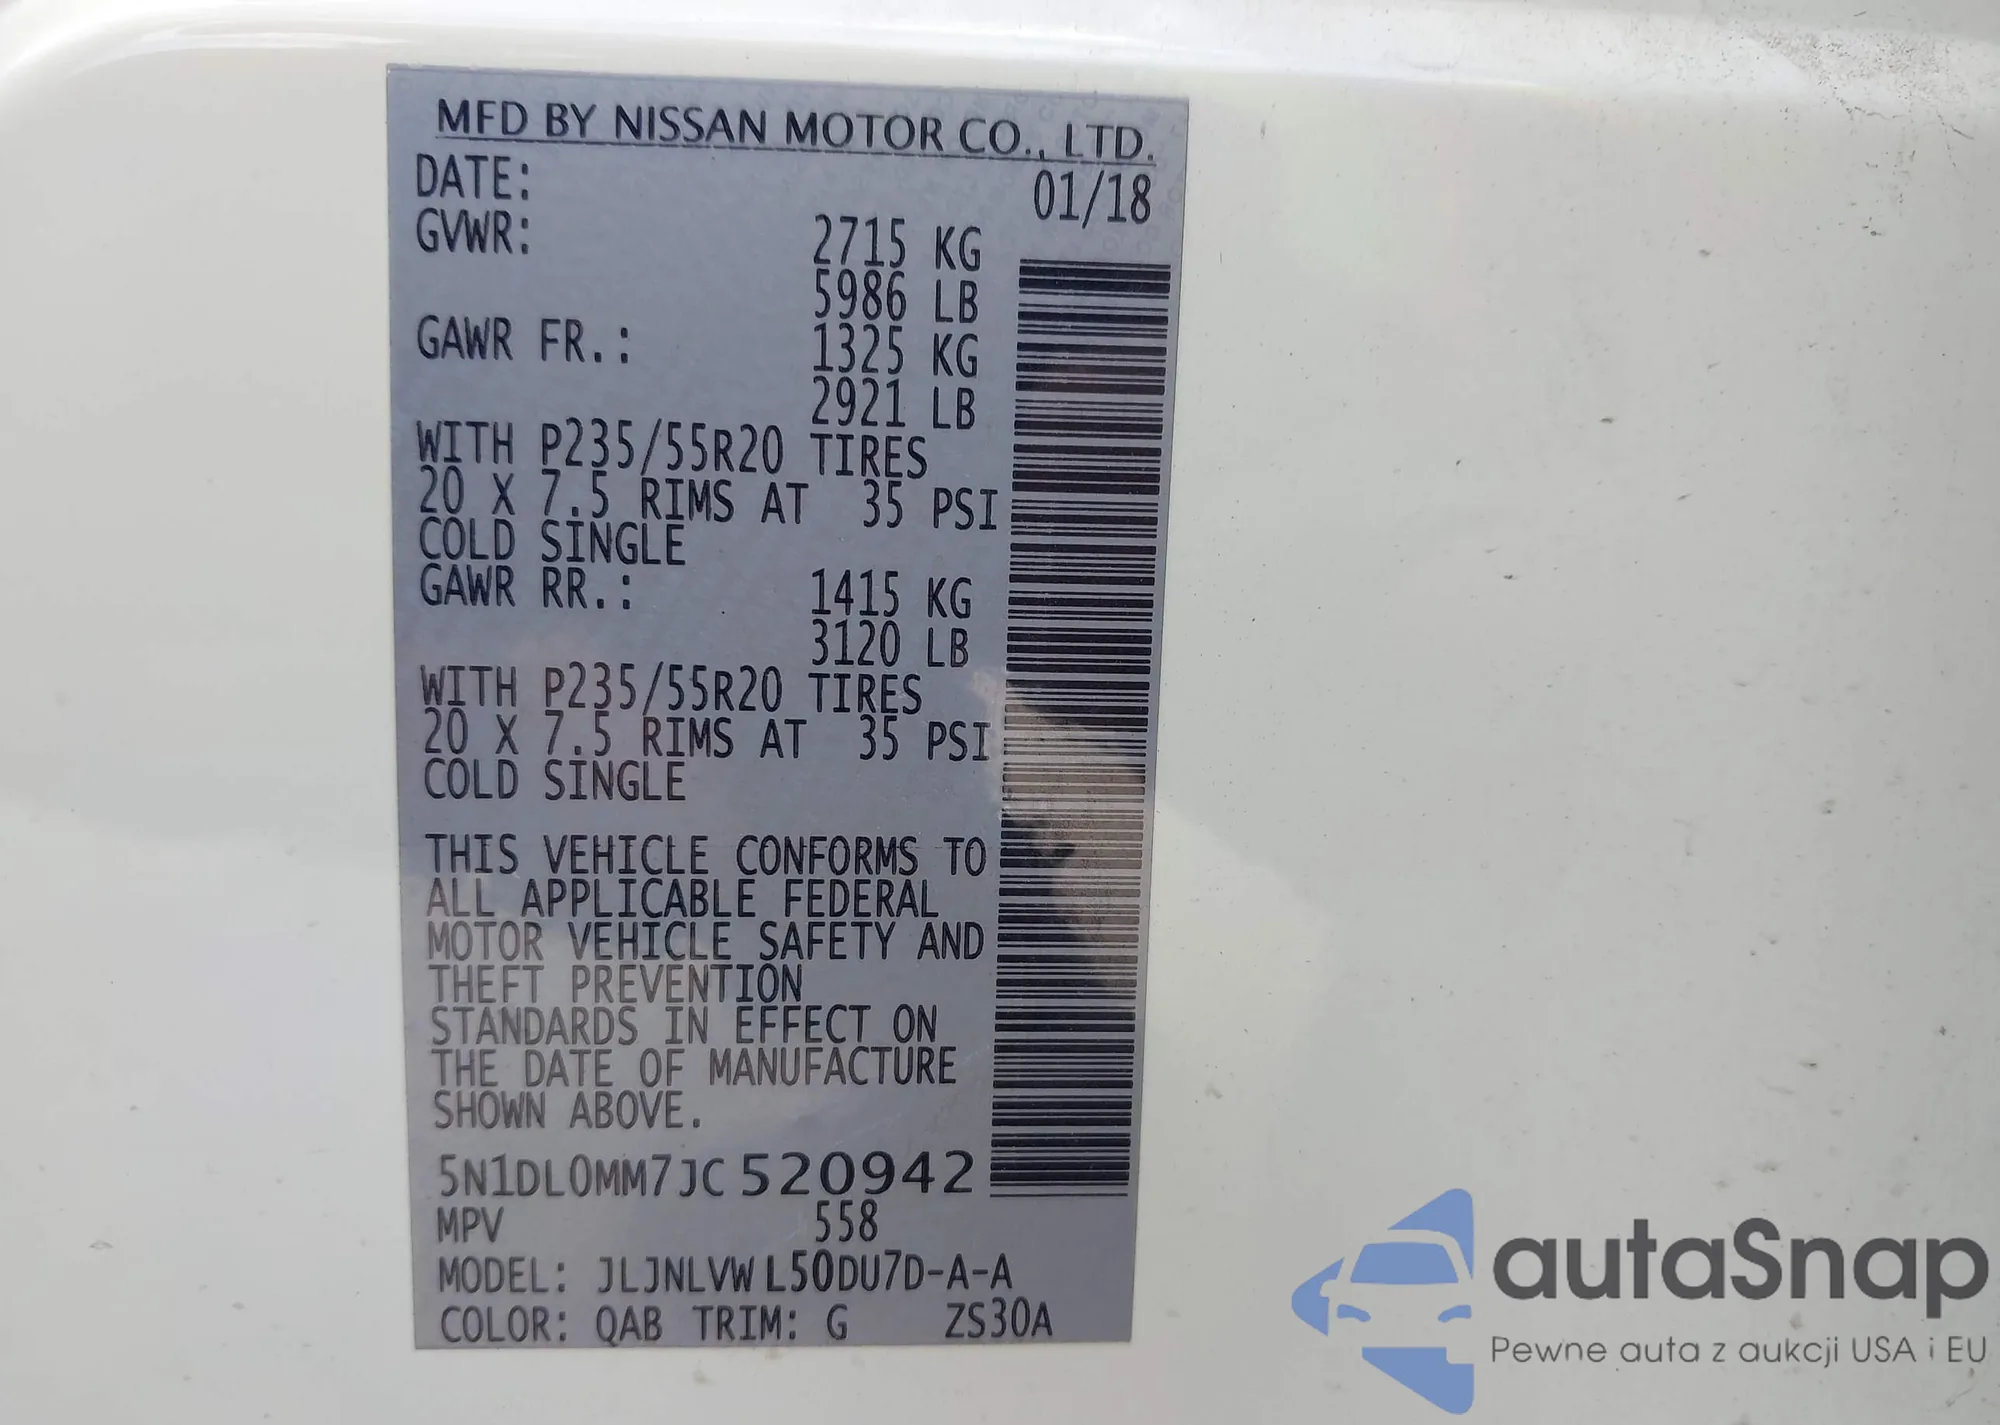 MFD BY NISSAN MOTOR CO., LTD.
DATE: 01/18
GVWR: 2715 KG
5986 LB
GAWR FR.: 1325 KG
2921 LB
WITH P235/55R20 TIRES
20 X 7.5 RIMS AT 35 PSI
COLD SINGLE
GAWR RR.: 1415 KG
3120 LB
WITH P235/55R20 TIRES
20 X 7.5 RIMS AT 35 PSI
COLD SINGLE
THIS VEHICLE CONFORMS TO
ALL APPLICABLE FEDERAL
MOTOR VEHICLE SAFETY AND
THEFT PREVENTION
STANDARDS IN EFFECT ON
THE DATE OF MANUFACTURE
SHOWN ABOVE.
5N1DL0MM7JC520942
MPV 558
MODEL: JLJNLVW L50DU7D-A-A
COLOR: QAB TRIM: G ZS30A
autaSnap
Pewne auta z aukcji USA i EU